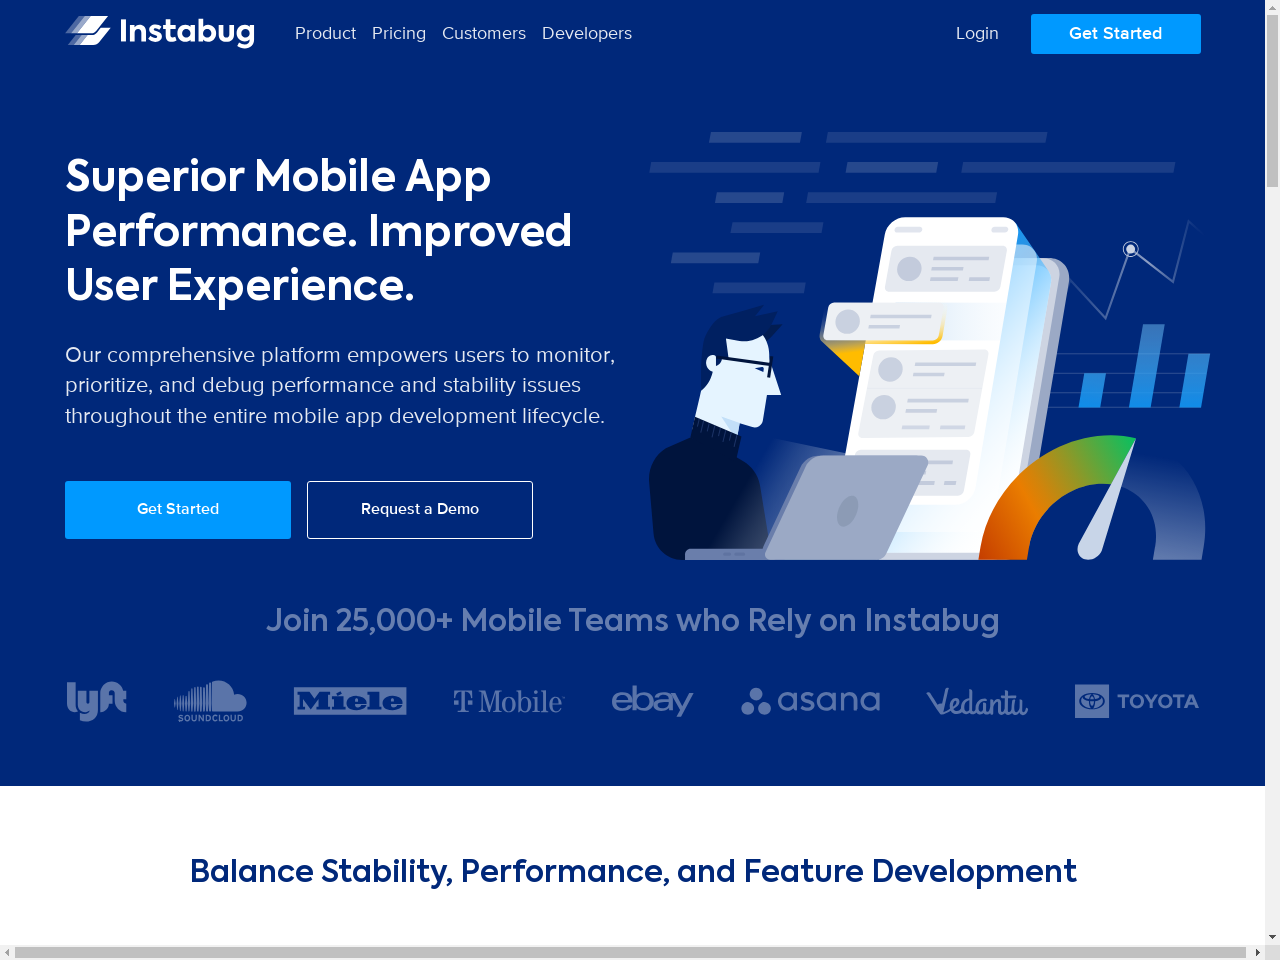 Instabug Product Pricing Customers Developers Login Get Started
Superior Mobile App
Performance. Improved
User Experience.
Our comprehensive platform empowers users to monitor,
prioritize, and debug performance and stability issues
throughout the entire mobile app development lifecycle.
Get Started Request a Demo
Join 25,000+ Mobile Teams who Rely on Instabug
lyft SOUNDCLOUD Miele T Mobile ebay asana Vedantu TOYOTA
Balance Stability, Performance, and Feature Development